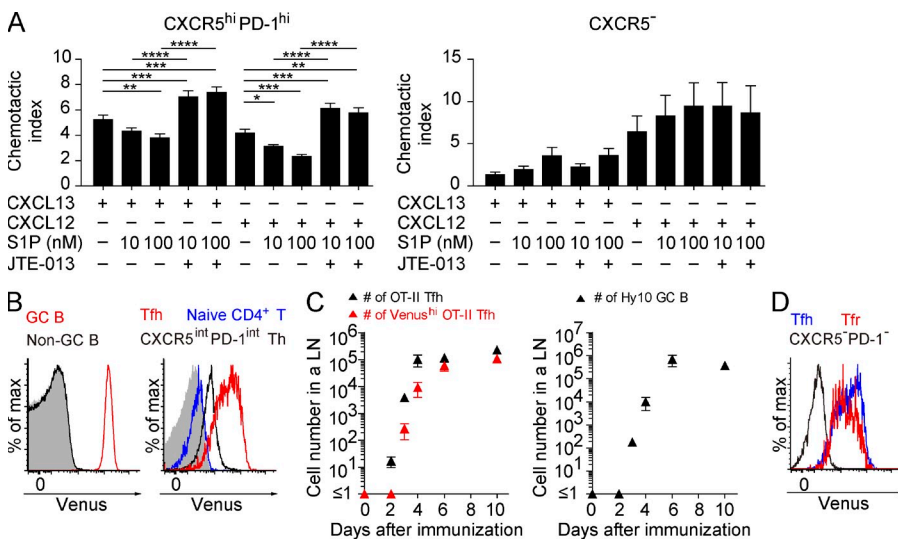 A
CXCR5hi PD-1hi
CXCR5-
****
****
****
****
***
**
***
***
**
***
*
Chemotactic index
10
8
6
4
2
0
Chemotactic index
15
10
5
0
CXCL13 + + + + + − − − − −
CXCL12 − − − − − + + + + +
S1P (nM) − 10 100 10 100 − 10 100 10 100
JTE-013 − − − + + − − − + +
CXCL13 + + + + + − − − − −
CXCL12 − − − − − + + + + +
S1P (nM) − 10 100 10 100 − 10 100 10 100
JTE-013 − − − + + − − − + +
B
GC B
Non-GC B
% of max
0
Venus
Tfh Naive CD4+ T
CXCR5int PD-1int Th
% of max
0
Venus
C
▲ # of OT-II Tfh
▲ # of Venushi OT-II Tfh
Cell number in a LN
10^6
10^5
10^4
10^3
10^2
10^1
≤1
0 2 4 6 8 10
Days after immunization
▲ # of Hy10 GC B
Cell number in a LN
10^7
10^6
10^5
10^4
10^3
10^2
10^1
≤1
0 2 4 6 8 10
Days after immunization
D
Tfh Tfr
CXCR5-PD-1-
% of max
0
Venus